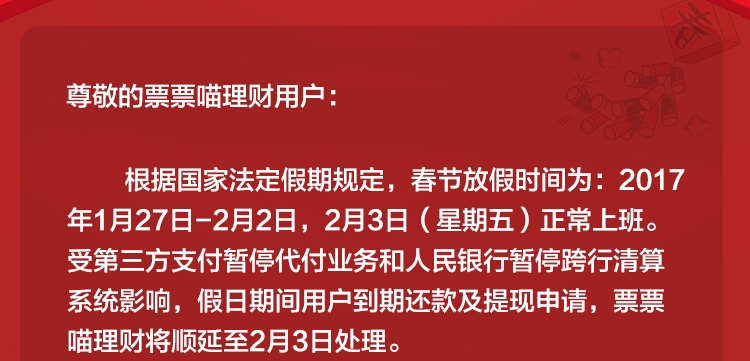 尊敬的票票喵理财用户：
根据国家法定假期规定，春节放假时间为：2017
年1月27日-2月2日，2月3日（星期五）正常上班。
受第三方支付暂停代付业务和人民银行暂停跨行清算
系统影响，假日期间用户到期还款及提现申请，票票
喵理财将顺延至2月3日处理。